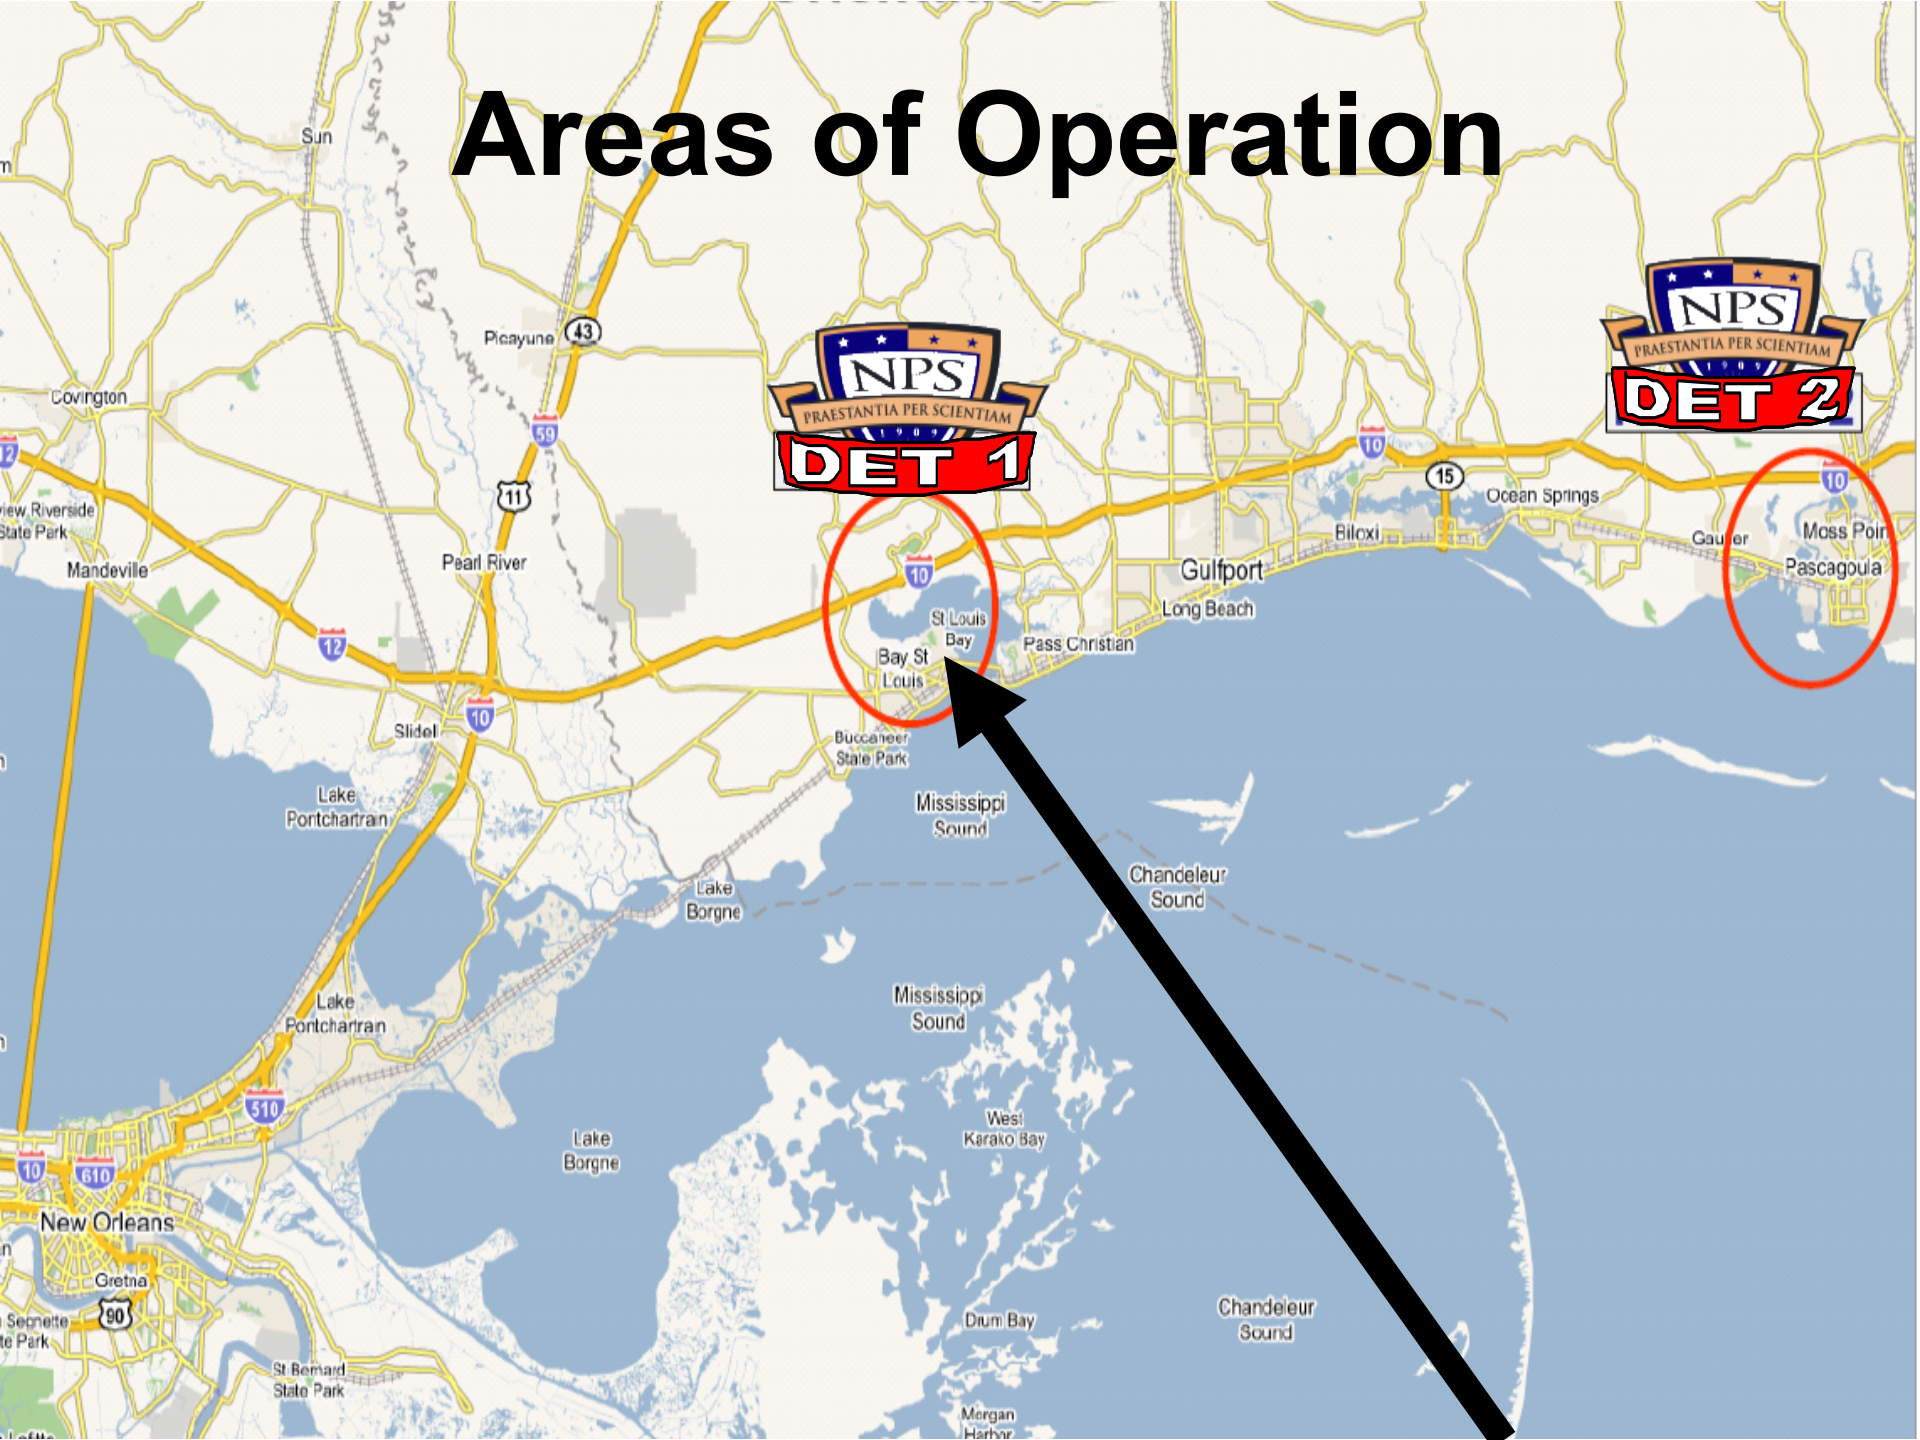 Areas of Operation
Sun
Picayune
43
NPS
PRAESTANTIA PER SCIENTIAM
1909
DET 1
NPS
PRAESTANTIA PER SCIENTIAM
1909
DET 2
Covington
59
12
11
10
15
10
Ocean Springs
Riverside
State Park
Biloxi
Moss Poin
Mandeville
Pearl River
10
Gulfport
Pascagoula
Long Beach
St Louis
Bay
12
Pass Christian
Bay St
Louis
10
Slidel
Buccaneer
State Park
Lake
Pontchartrain
Mississippi
Sound
Lake
Borgne
Chandeleur
Sound
Lake
Pontchartrain
Mississippi
Sound
510
West
Karako Bay
Lake
Borgne
10
610
New Orleans
Gretna
90
Drum Bay
Chandeleur
Sound
St Bernard
State Park
Morgan
Harbor